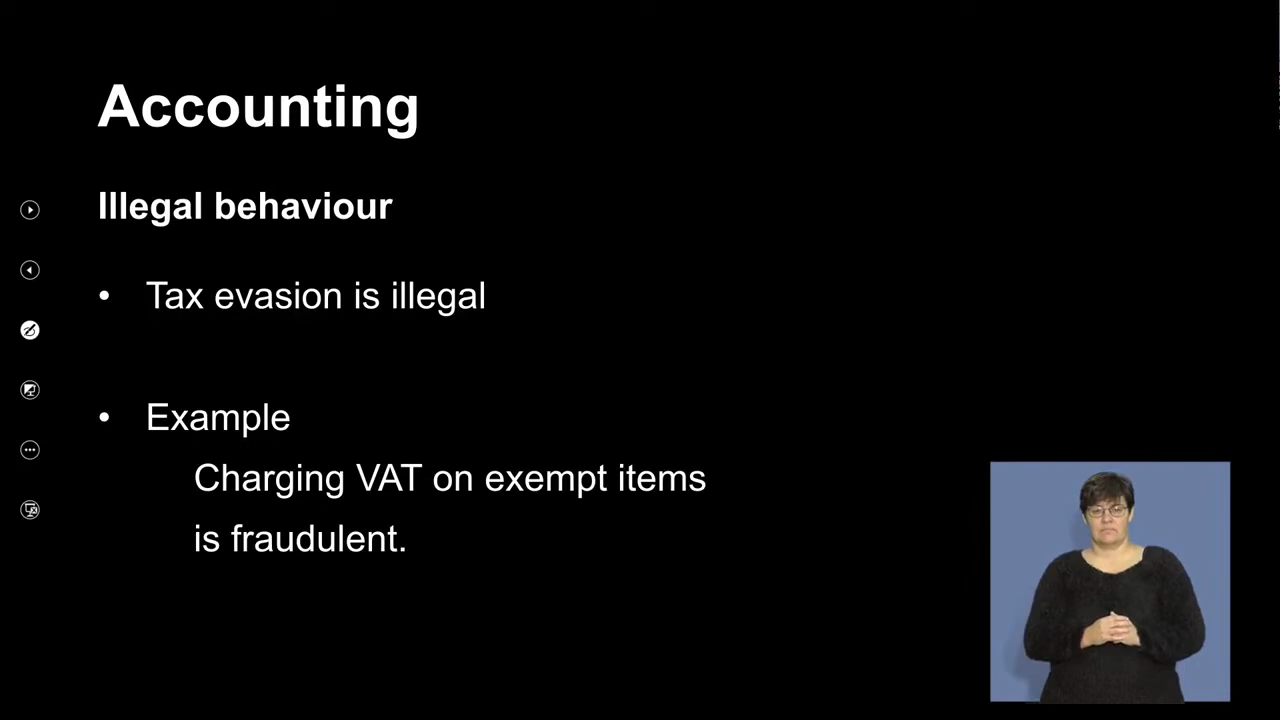 Accounting
Illegal behaviour
• Tax evasion is illegal
• Example
Charging VAT on exempt items
is fraudulent.